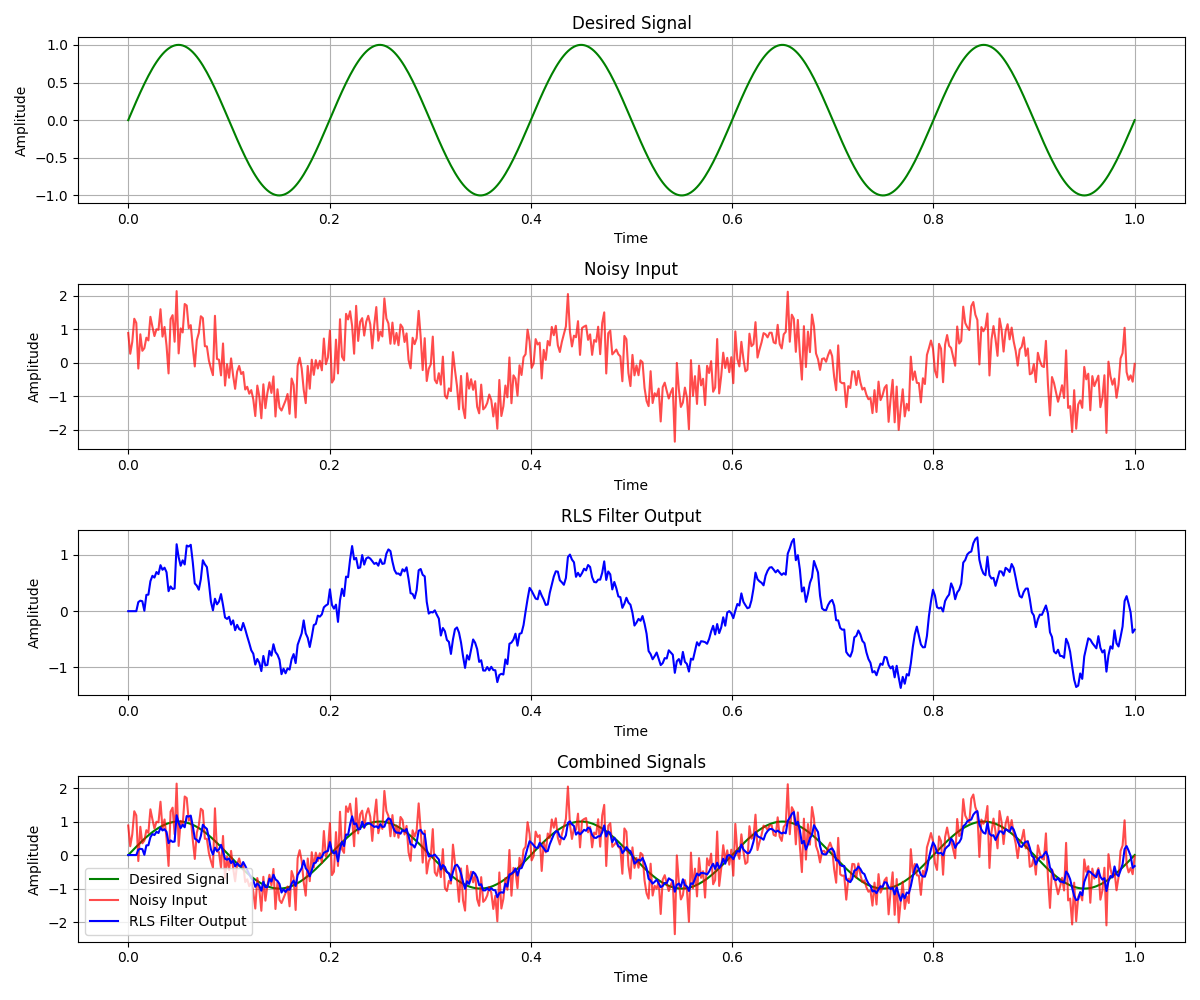 Desired Signal
1.0
0.5
0.0
−0.5
−1.0
Amplitude
0.0 0.2 0.4 0.6 0.8 1.0
Time
Noisy Input
2
1
0
−1
−2
Amplitude
0.0 0.2 0.4 0.6 0.8 1.0
Time
RLS Filter Output
1
0
−1
Amplitude
0.0 0.2 0.4 0.6 0.8 1.0
Time
Combined Signals
2
1
0
−1
−2
Amplitude
Desired Signal
Noisy Input
RLS Filter Output
0.0 0.2 0.4 0.6 0.8 1.0
Time